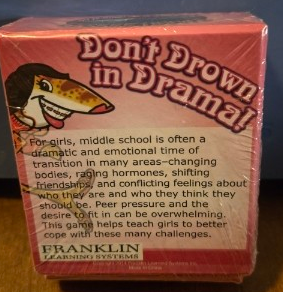 Don't Drown
in Drama!
For girls, middle school is often a
dramatic and emotional time of
transition in many areas–changing
bodies, raging hormones, shifting
friendships, and conflicting feelings about
who they are and who they think they
should be. Peer pressure and the
desire to fit in can be overwhelming.
This game helps teach girls to better
cope with these many challenges.
FRANKLIN
LEARNING SYSTEMS